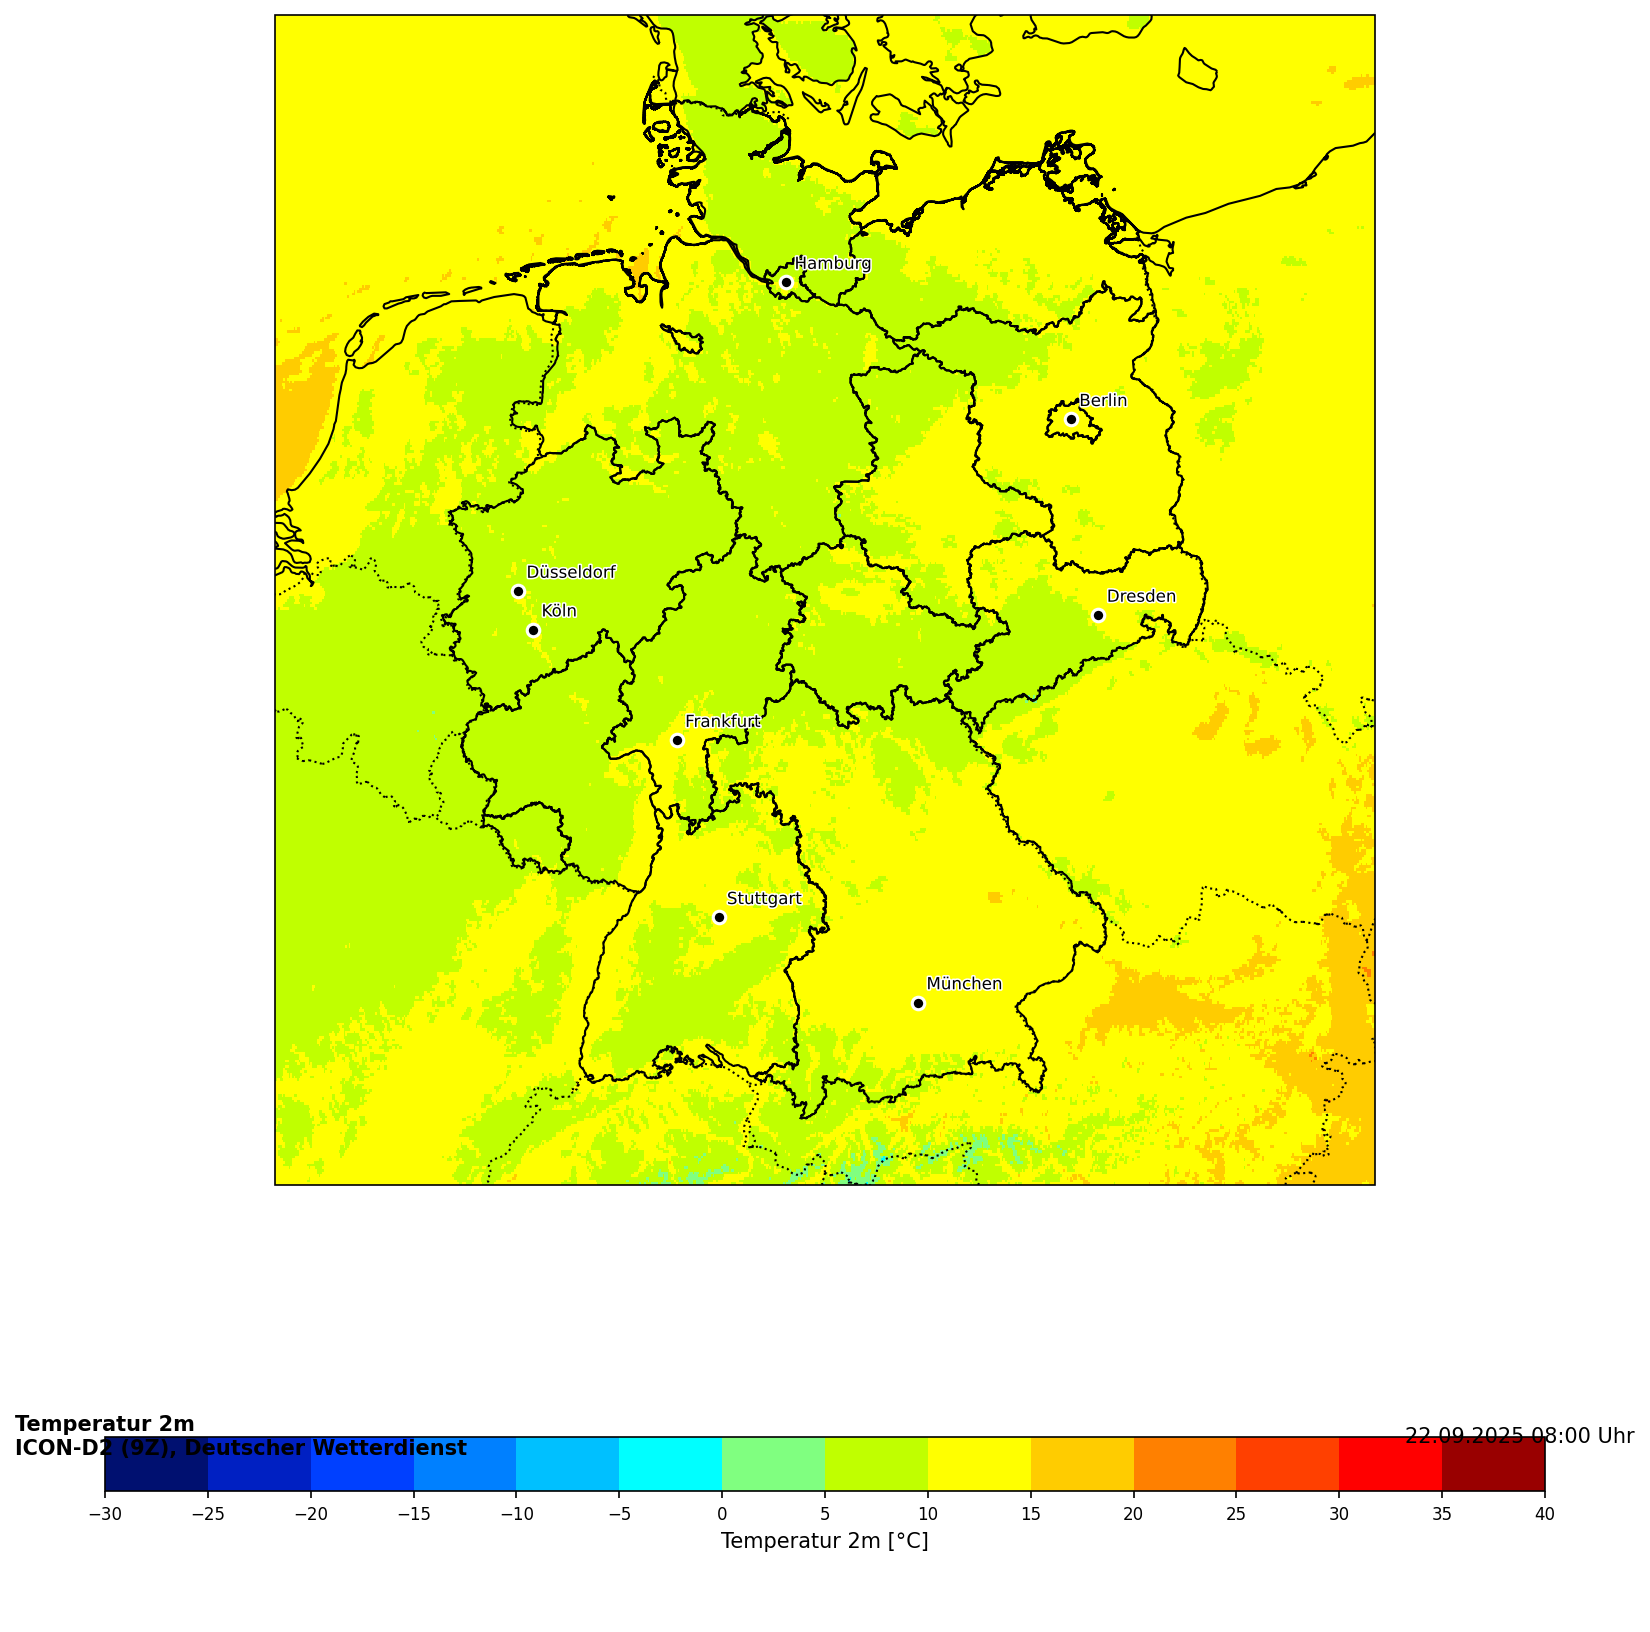 Hamburg
Berlin
Düsseldorf
Köln
Dresden
Frankfurt
Stuttgart
München
Temperatur 2m
ICON-D2 (9Z), Deutscher Wetterdienst
22.09.2025 08:00 Uhr
−30 −25 −20 −15 −10 −5 0 5 10 15 20 25 30 35 40
Temperatur 2m [°C]